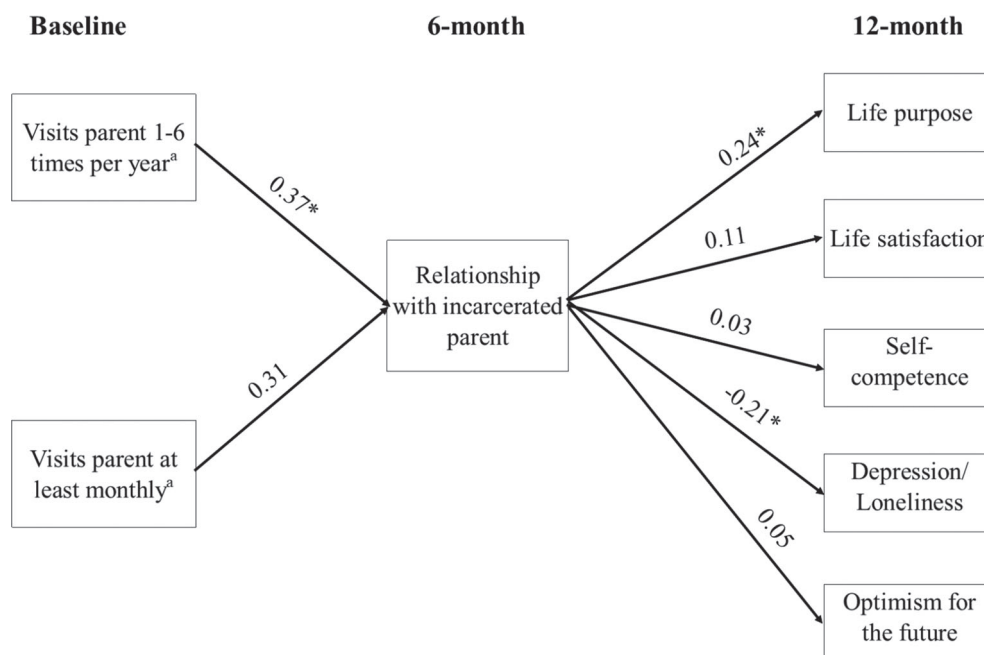 Baseline
6-month
12-month
Visits parent 1-6
times per yearᵃ
Visits parent at
least monthlyᵃ
0.37*
0.31
Relationship
with incarcerated
parent
0.24*
0.11
0.03
-0.21*
0.05
Life purpose
Life satisfaction
Self-
competence
Depression/
Loneliness
Optimism for
the future